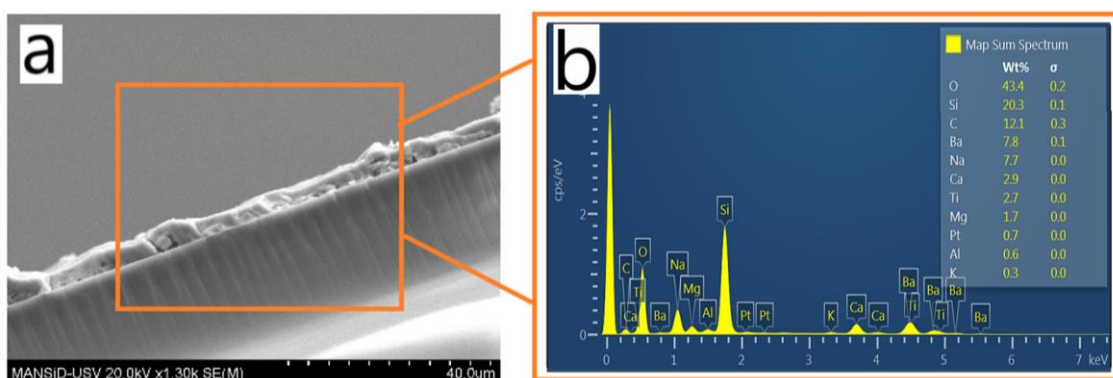 a
MANSiD-USV 20.0kV x1.30k SE(M) 40.0um
b
Map Sum Spectrum
Wt% σ
O 43.4 0.2
Si 20.3 0.1
C 12.1 0.3
Ba 7.8 0.1
Na 7.7 0.0
Ca 2.9 0.0
Ti 2.7 0.0
Mg 1.7 0.0
Pt 0.7 0.0
Al 0.6 0.0
K 0.3 0.0
cps/eV
2
0
Si
O
C
Na
Ti
Mg
Ca
Ba
Al
Pt Pt
K
Ca
Ca
Ba
Ti
Ba
Ti
Ba
Ba
0 1 2 3 4 5 6 7 keV